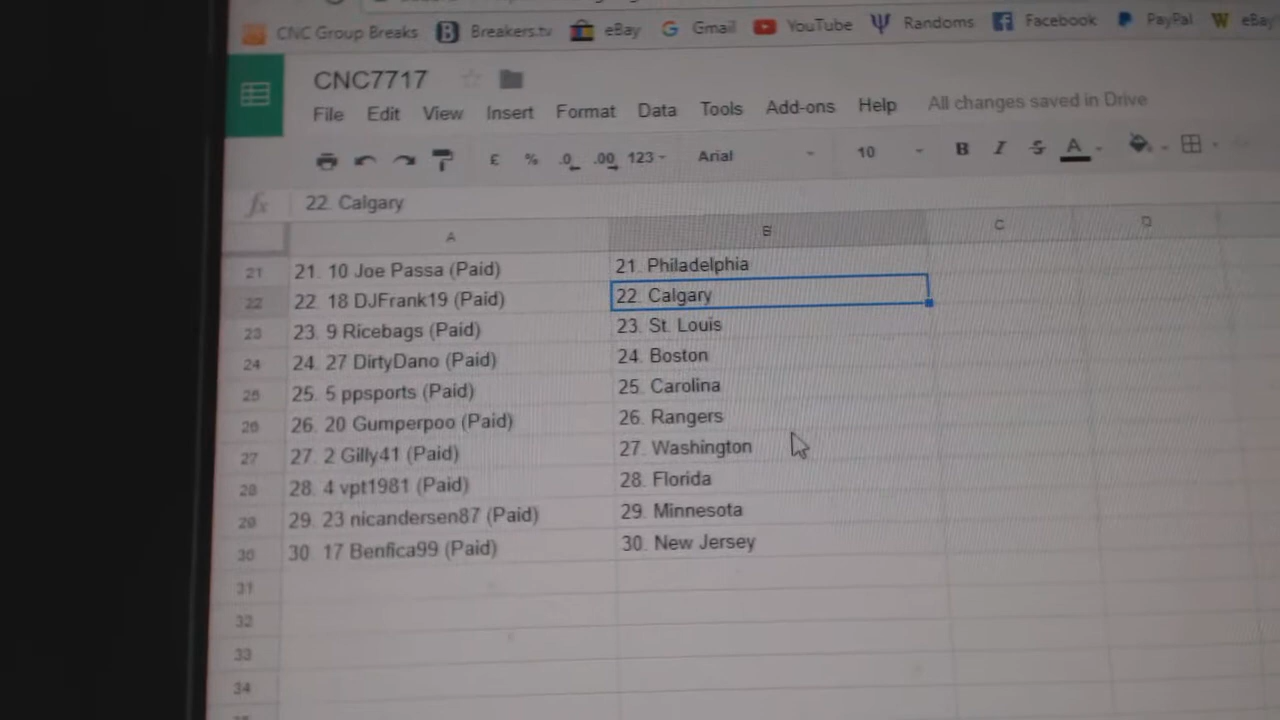 CNC Group Breaks Breakers.tv eBay Gmail YouTube Randoms Facebook PayPal eBay
CNC7717
File Edit View Insert Format Data Tools Add-ons Help All changes saved in Drive
£ % .0 .00 123 Arial 10 B I S A
fx 22. Calgary
A B C D
21 21. 10 Joe Passa (Paid) 21. Philadelphia
22 22. 18 DJFrank19 (Paid) 22. Calgary
23 23. 9 Ricebags (Paid) 23. St. Louis
24 24. 27 DirtyDano (Paid) 24. Boston
25 25. 5 ppsports (Paid) 25. Carolina
26 26. 20 Gumperpoo (Paid) 26. Rangers
27 27. 2 Gilly41 (Paid) 27. Washington
28 28. 4 vpt1981 (Paid) 28. Florida
29 29. 23 nicandersen87 (Paid) 29. Minnesota
30 30 17 Benfica99 (Paid) 30. New Jersey
31
32
33
34